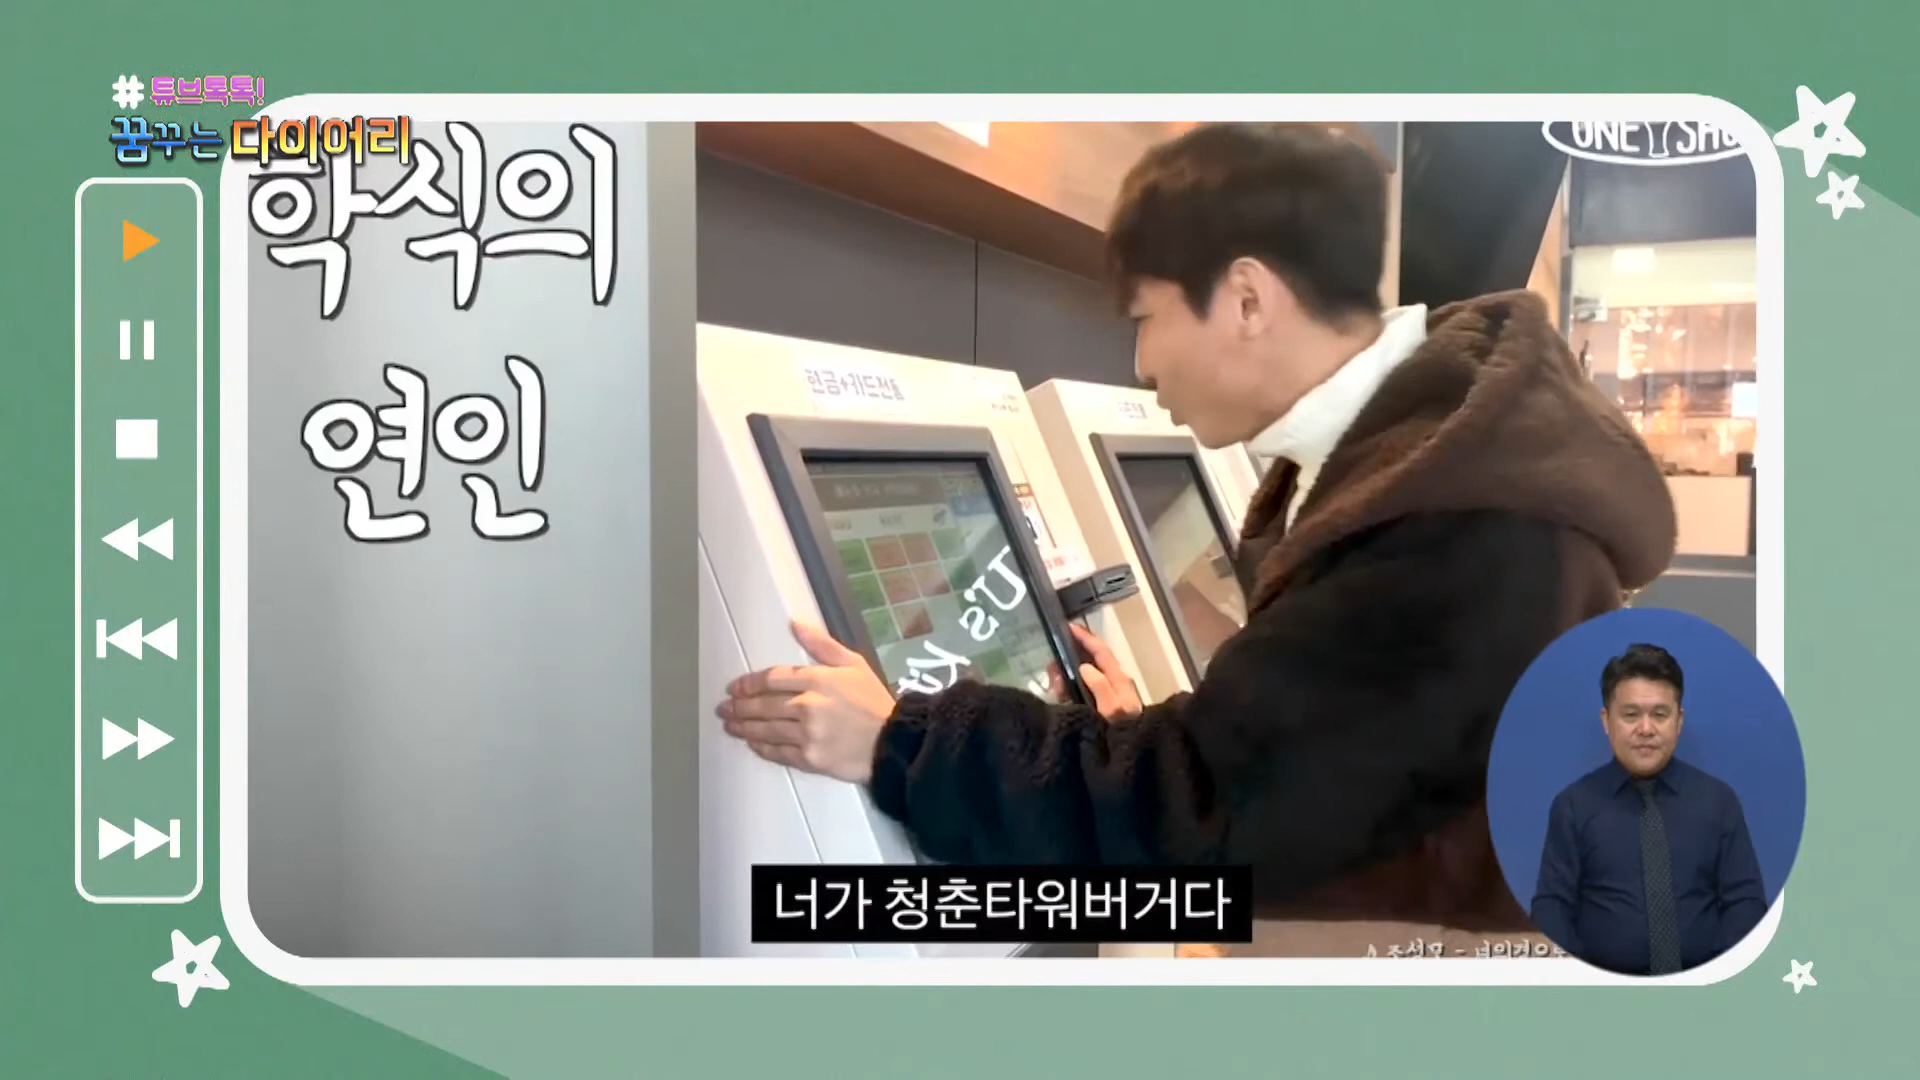 #튜브톡톡!
꿈꾸는 다이어리
학식의
연인
ONE SHO
현금+카드전용
U's
너가 청춘타워버거다